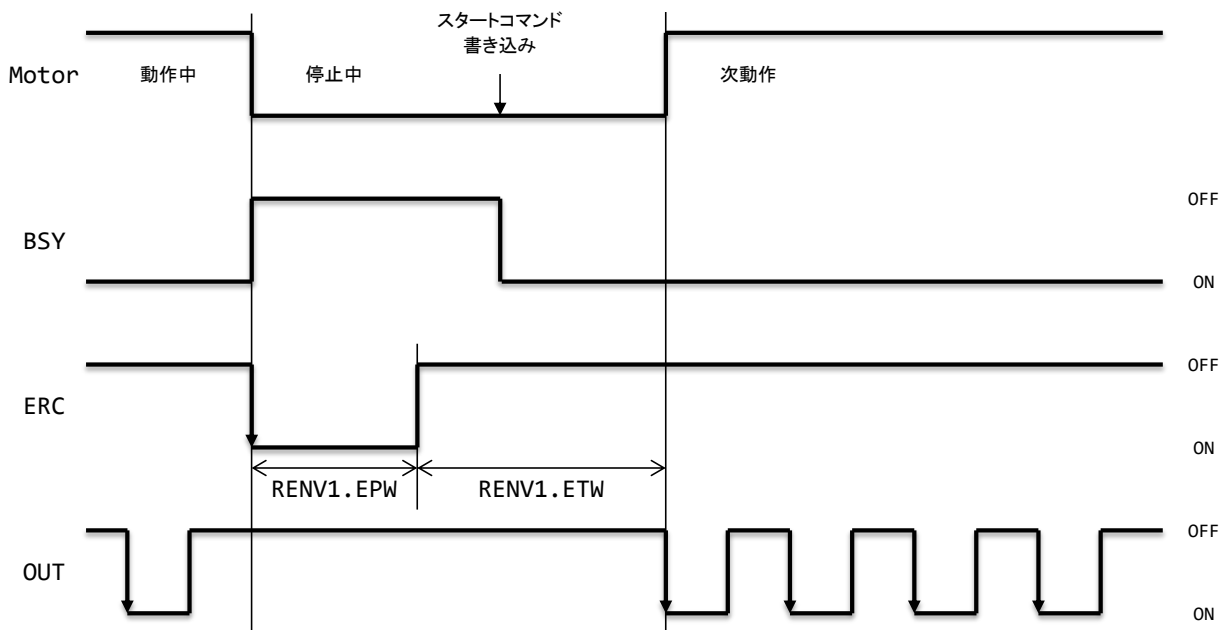 スタートコマンド
書き込み
Motor 動作中 停止中 次動作
OFF
BSY
ON
OFF
ERC
ON
RENV1.EPW RENV1.ETW
OFF
OUT
ON